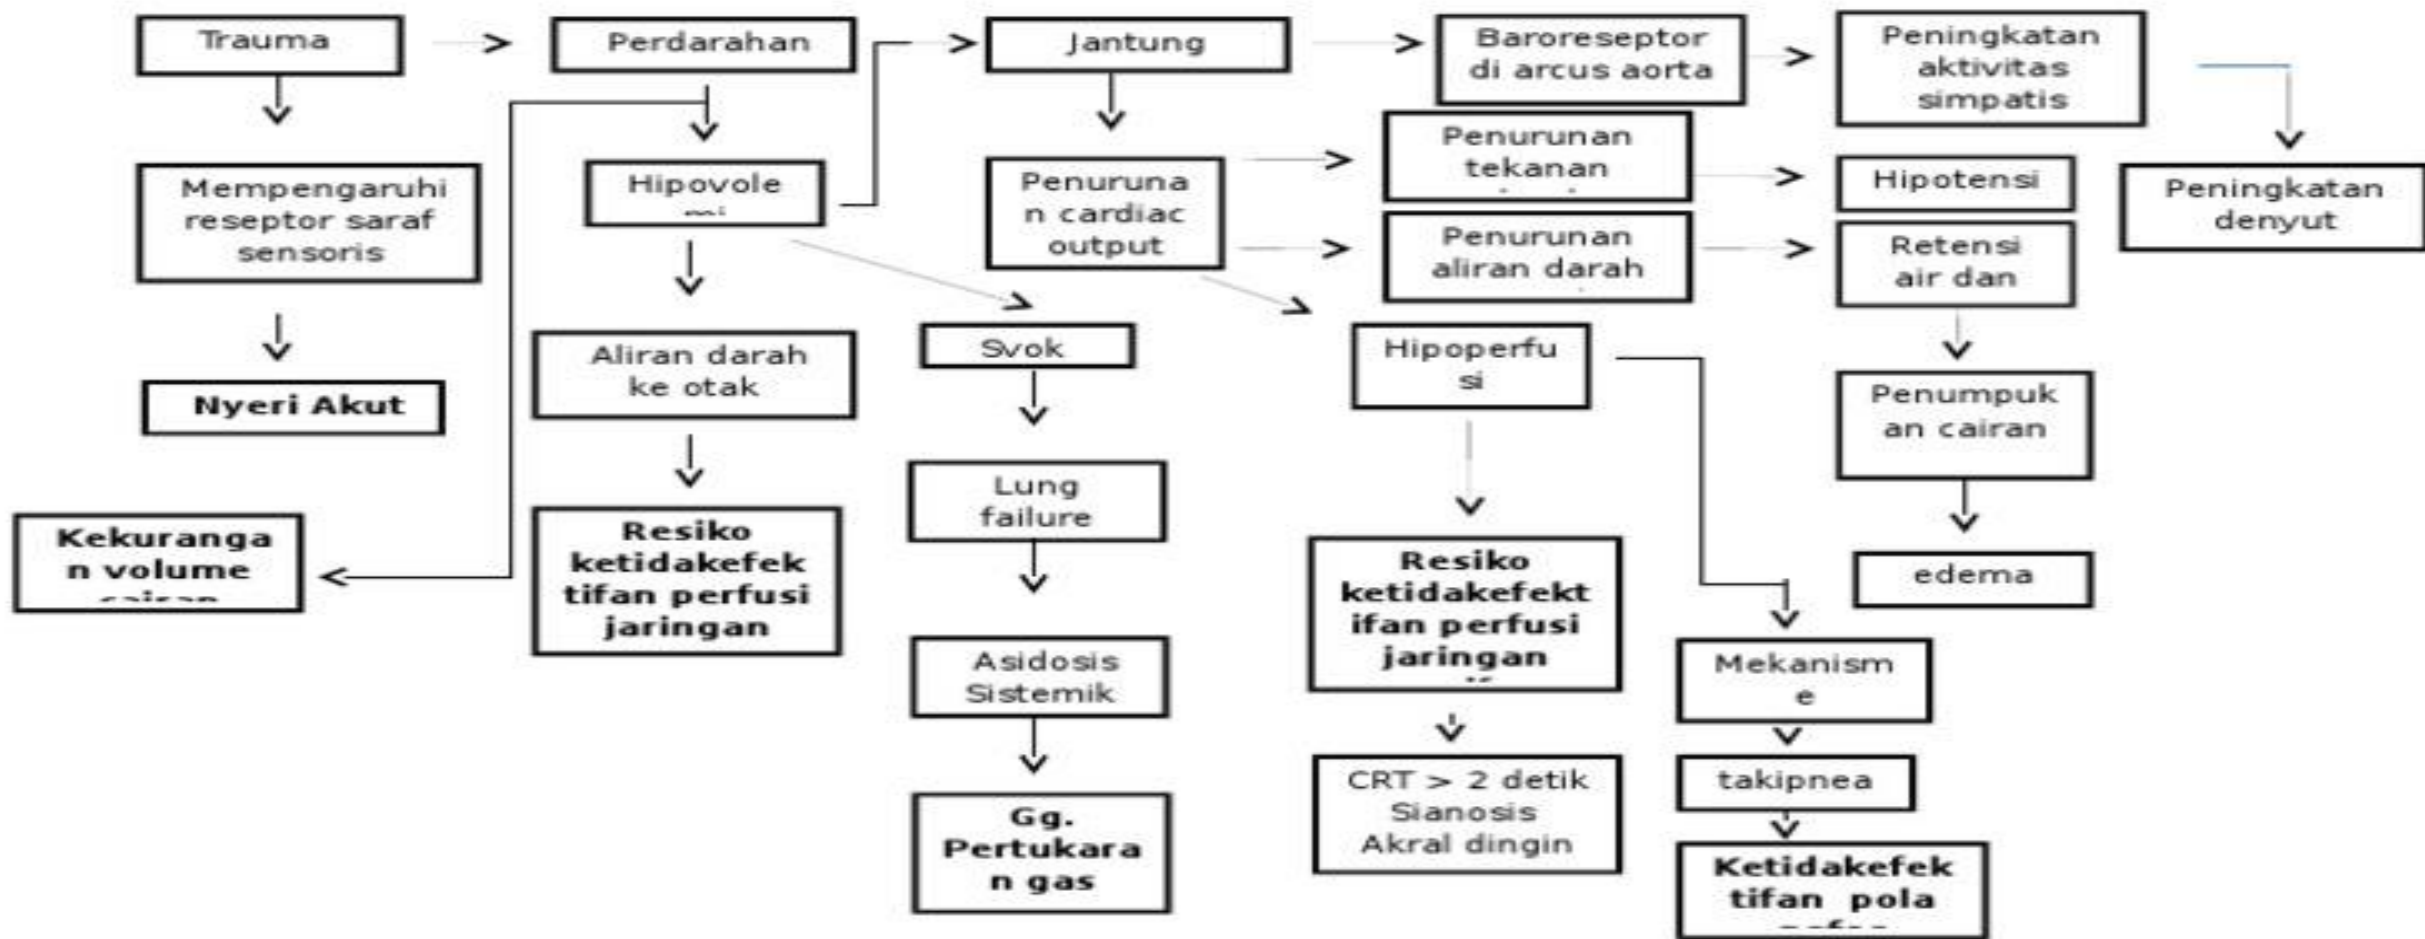 Trauma
Perdarahan
Jantung
Baroreseptor
di arcus aorta
Peningkatan
aktivitas
simpatis
Mempengaruhi
reseptor saraf
sensoris
Hipovole
Penuruna
n cardiac
output
Penurunan
tekanan
Hipotensi
Peningkatan
denyut
Penurunan
aliran darah
Retensi
air dan
Aliran darah
ke otak
Svok
Hipoperfu
si
Nyeri Akut
Penumpuk
an cairan
Lung
failure
Kekuranga
n volume
Resiko
ketidakefek
tifan perfusi
jaringan
Resiko
ketidakefekt
ifan perfusi
jaringan
edema
Asidosis
Sistemik
Mekanism
e
CRT > 2 detik
Sianosis
Akral dingin
takipnea
Gg.
Pertukara
n gas
Ketidakefek
tifan pola